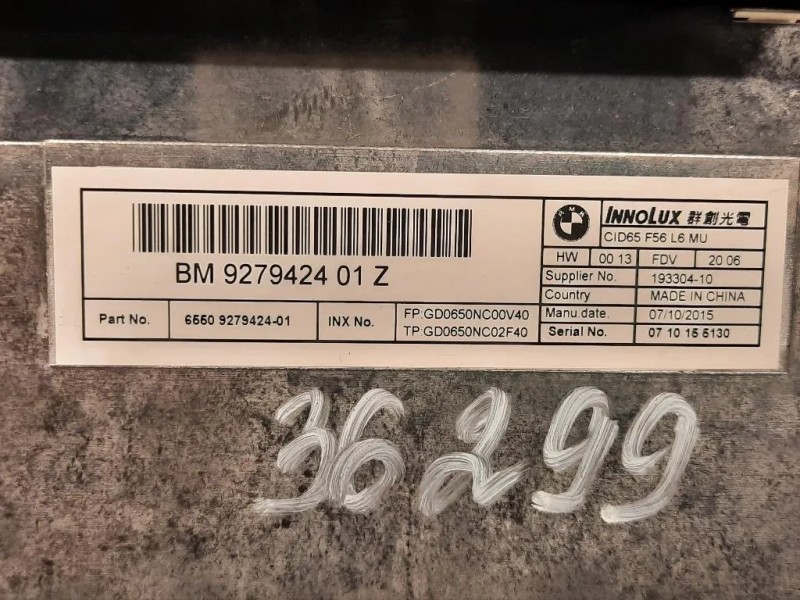 BMW
INNOLUX 群創光電
CID65 F56 L6 MU
BM 9279424 01 Z
HW 00 13 FDV 20 06
Supplier No. 193304-10
Country MADE IN CHINA
Part No. 6550 9279424-01 INX No. FP:GD0650NC00V40
TP:GD0650NC02F40
Manu.date. 07/10/2015
Serial No. 07 10 15 5130
36299